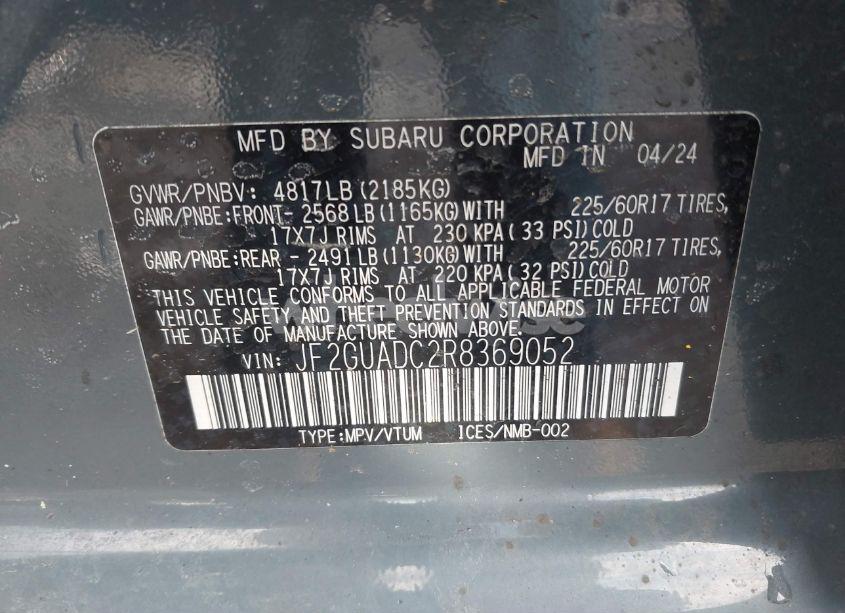 MFD BY SUBARU CORPORATION
MFD IN 04/24
GVWR/PNBV: 4817LB (2185KG)
GAWR/PNBE:FRONT- 2568 LB (1165KG) WITH 225/60R17 TIRES,
17X7J RIMS AT 230 KPA ( 33 PSI ) COLD
GAWR/PNBE:REAR - 2491 LB (1130KG) WITH 225/60R17 TIRES,
17X7J RIMS AT 220 KPA ( 32 PSI ) COLD
THIS VEHICLE CONFORMS TO ALL APPLICABLE FEDERAL MOTOR
VEHICLE SAFETY AND THEFT PREVENTION STANDARDS IN EFFECT ON
THE DATE OF MANUFACTURE SHOWN ABOVE.
VIN: JF2GUADC2R8369052
TYPE:MPV/VTUM ICES/NMB-002